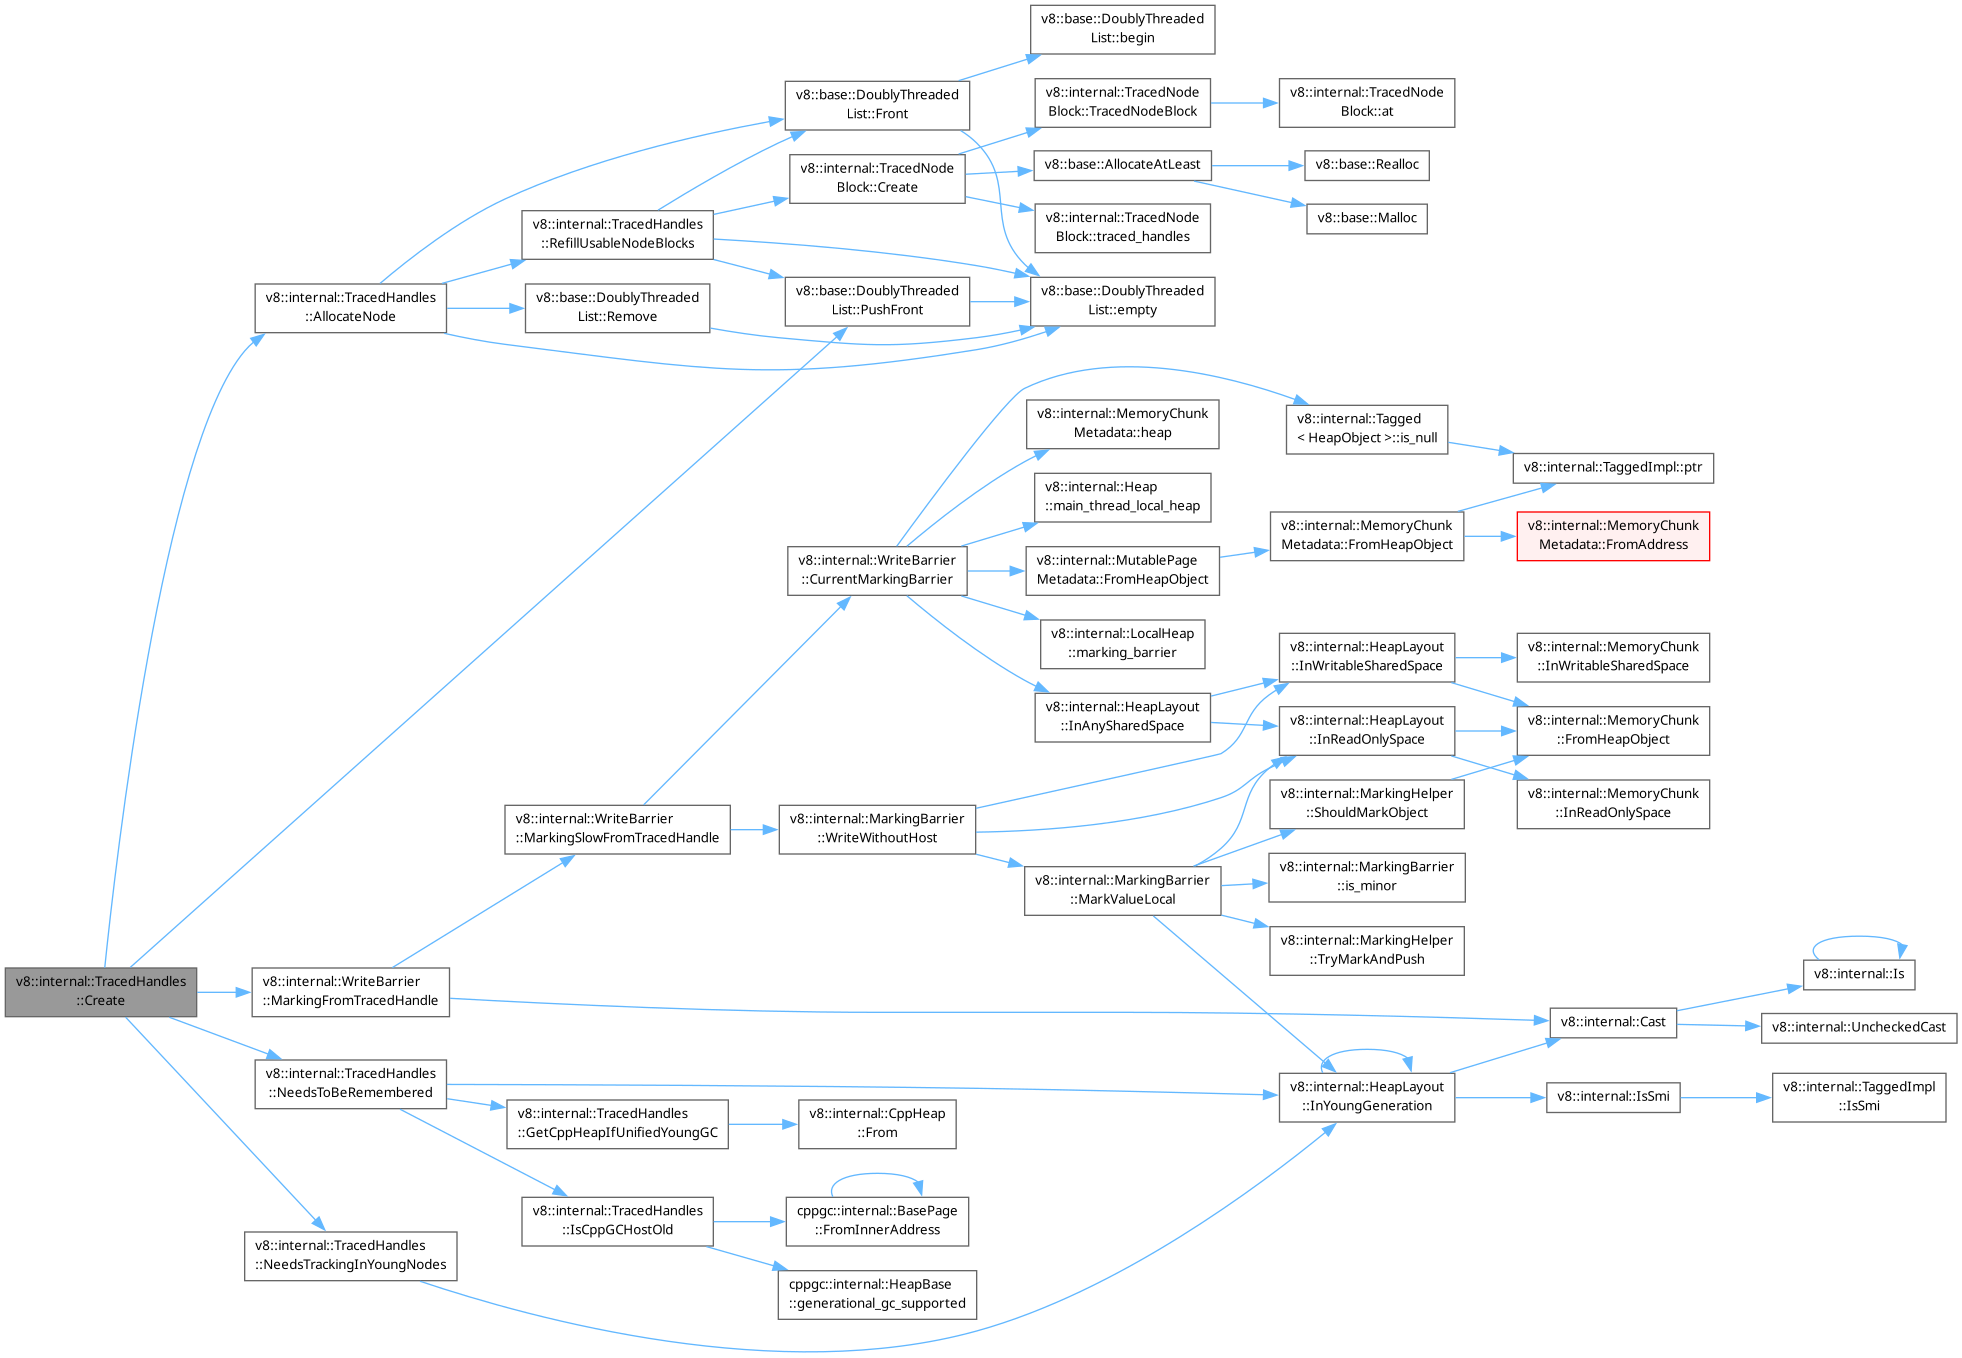 v8::base::DoublyThreaded
List::begin
v8::base::DoublyThreaded
List::Front
v8::internal::TracedNode
Block::TracedNodeBlock
v8::internal::TracedNode
Block::at
v8::internal::TracedNode
Block::Create
v8::base::AllocateAtLeast
v8::base::Realloc
v8::base::Malloc
v8::internal::TracedHandles
::RefillUsableNodeBlocks
v8::internal::TracedNode
Block::traced_handles
v8::internal::TracedHandles
::AllocateNode
v8::base::DoublyThreaded
List::Remove
v8::base::DoublyThreaded
List::PushFront
v8::base::DoublyThreaded
List::empty
v8::internal::MemoryChunk
Metadata::heap
v8::internal::Tagged
< HeapObject >::is_null
v8::internal::TaggedImpl::ptr
v8::internal::Heap
::main_thread_local_heap
v8::internal::WriteBarrier
::CurrentMarkingBarrier
v8::internal::MutablePage
Metadata::FromHeapObject
v8::internal::MemoryChunk
Metadata::FromHeapObject
v8::internal::MemoryChunk
Metadata::FromAddress
v8::internal::LocalHeap
::marking_barrier
v8::internal::HeapLayout
::InWritableSharedSpace
v8::internal::MemoryChunk
::InWritableSharedSpace
v8::internal::HeapLayout
::InAnySharedSpace
v8::internal::HeapLayout
::InReadOnlySpace
v8::internal::MemoryChunk
::FromHeapObject
v8::internal::WriteBarrier
::MarkingSlowFromTracedHandle
v8::internal::MarkingBarrier
::WriteWithoutHost
v8::internal::MarkingHelper
::ShouldMarkObject
v8::internal::MemoryChunk
::InReadOnlySpace
v8::internal::MarkingBarrier
::MarkValueLocal
v8::internal::MarkingBarrier
::is_minor
v8::internal::MarkingHelper
::TryMarkAndPush
v8::internal::TracedHandles
::Create
v8::internal::WriteBarrier
::MarkingFromTracedHandle
v8::internal::Is
v8::internal::Cast
v8::internal::UncheckedCast
v8::internal::TracedHandles
::NeedsToBeRemembered
v8::internal::HeapLayout
::InYoungGeneration
v8::internal::IsSmi
v8::internal::TaggedImpl
::IsSmi
v8::internal::TracedHandles
::GetCppHeapIfUnifiedYoungGC
v8::internal::CppHeap
::From
v8::internal::TracedHandles
::IsCppGCHostOld
cppgc::internal::BasePage
::FromInnerAddress
v8::internal::TracedHandles
::NeedsTrackingInYoungNodes
cppgc::internal::HeapBase
::generational_gc_supported